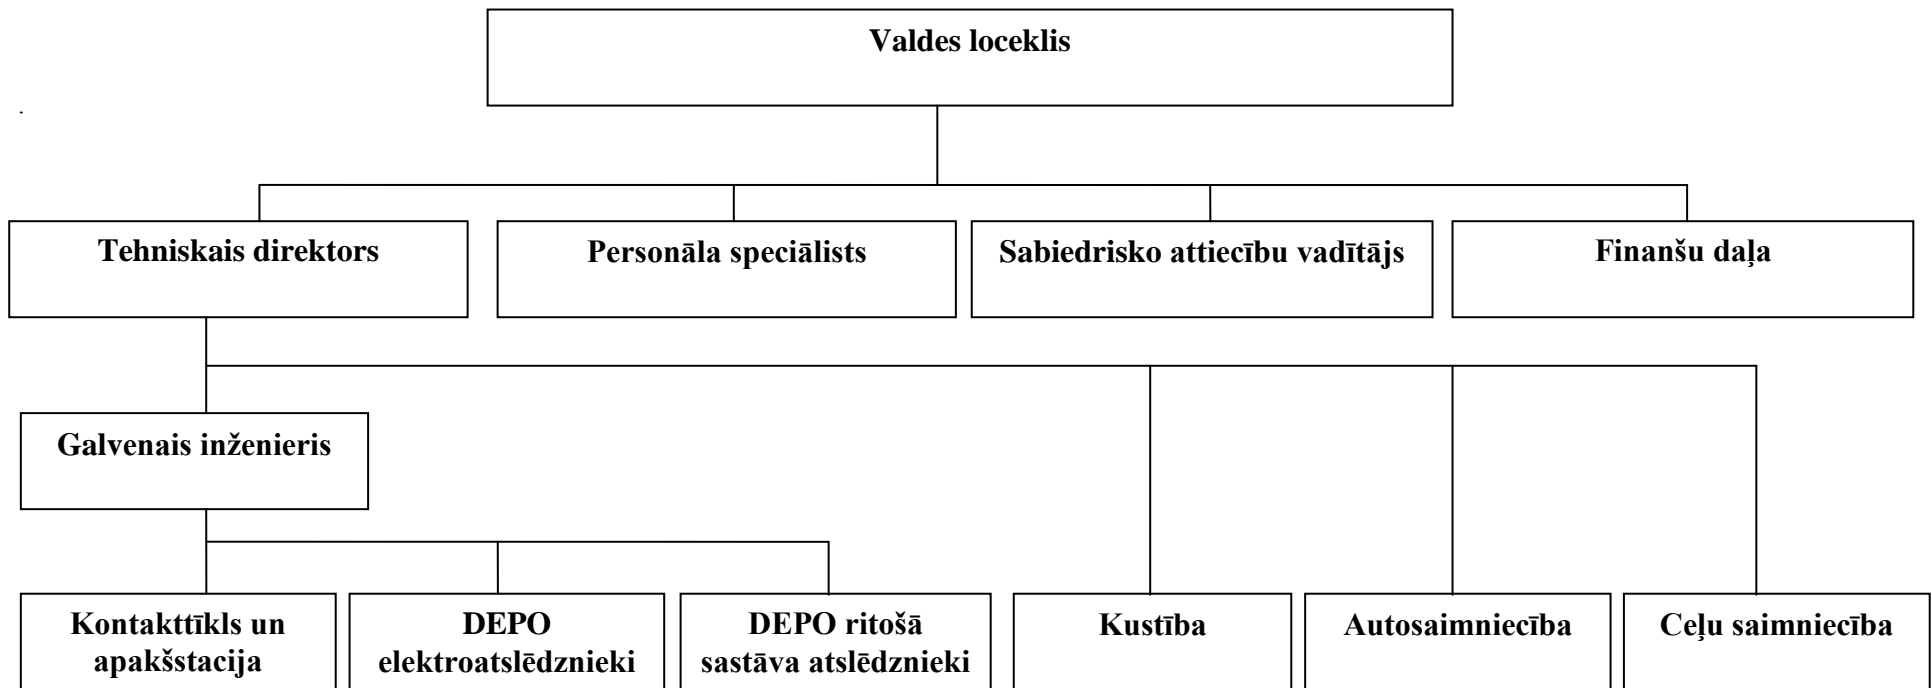 Valdes loceklis
Tehniskais direktors
Personāla speciālists
Sabiedrisko attiecību vadītājs
Finanšu daļa
Galvenais inženieris
Kontakttīkls un
apakšstacija
DEPO
elektroatslēdznieki
DEPO ritošā
sastāva atslēdznieki
Kustība
Autosaimniecība
Ceļu saimniecība